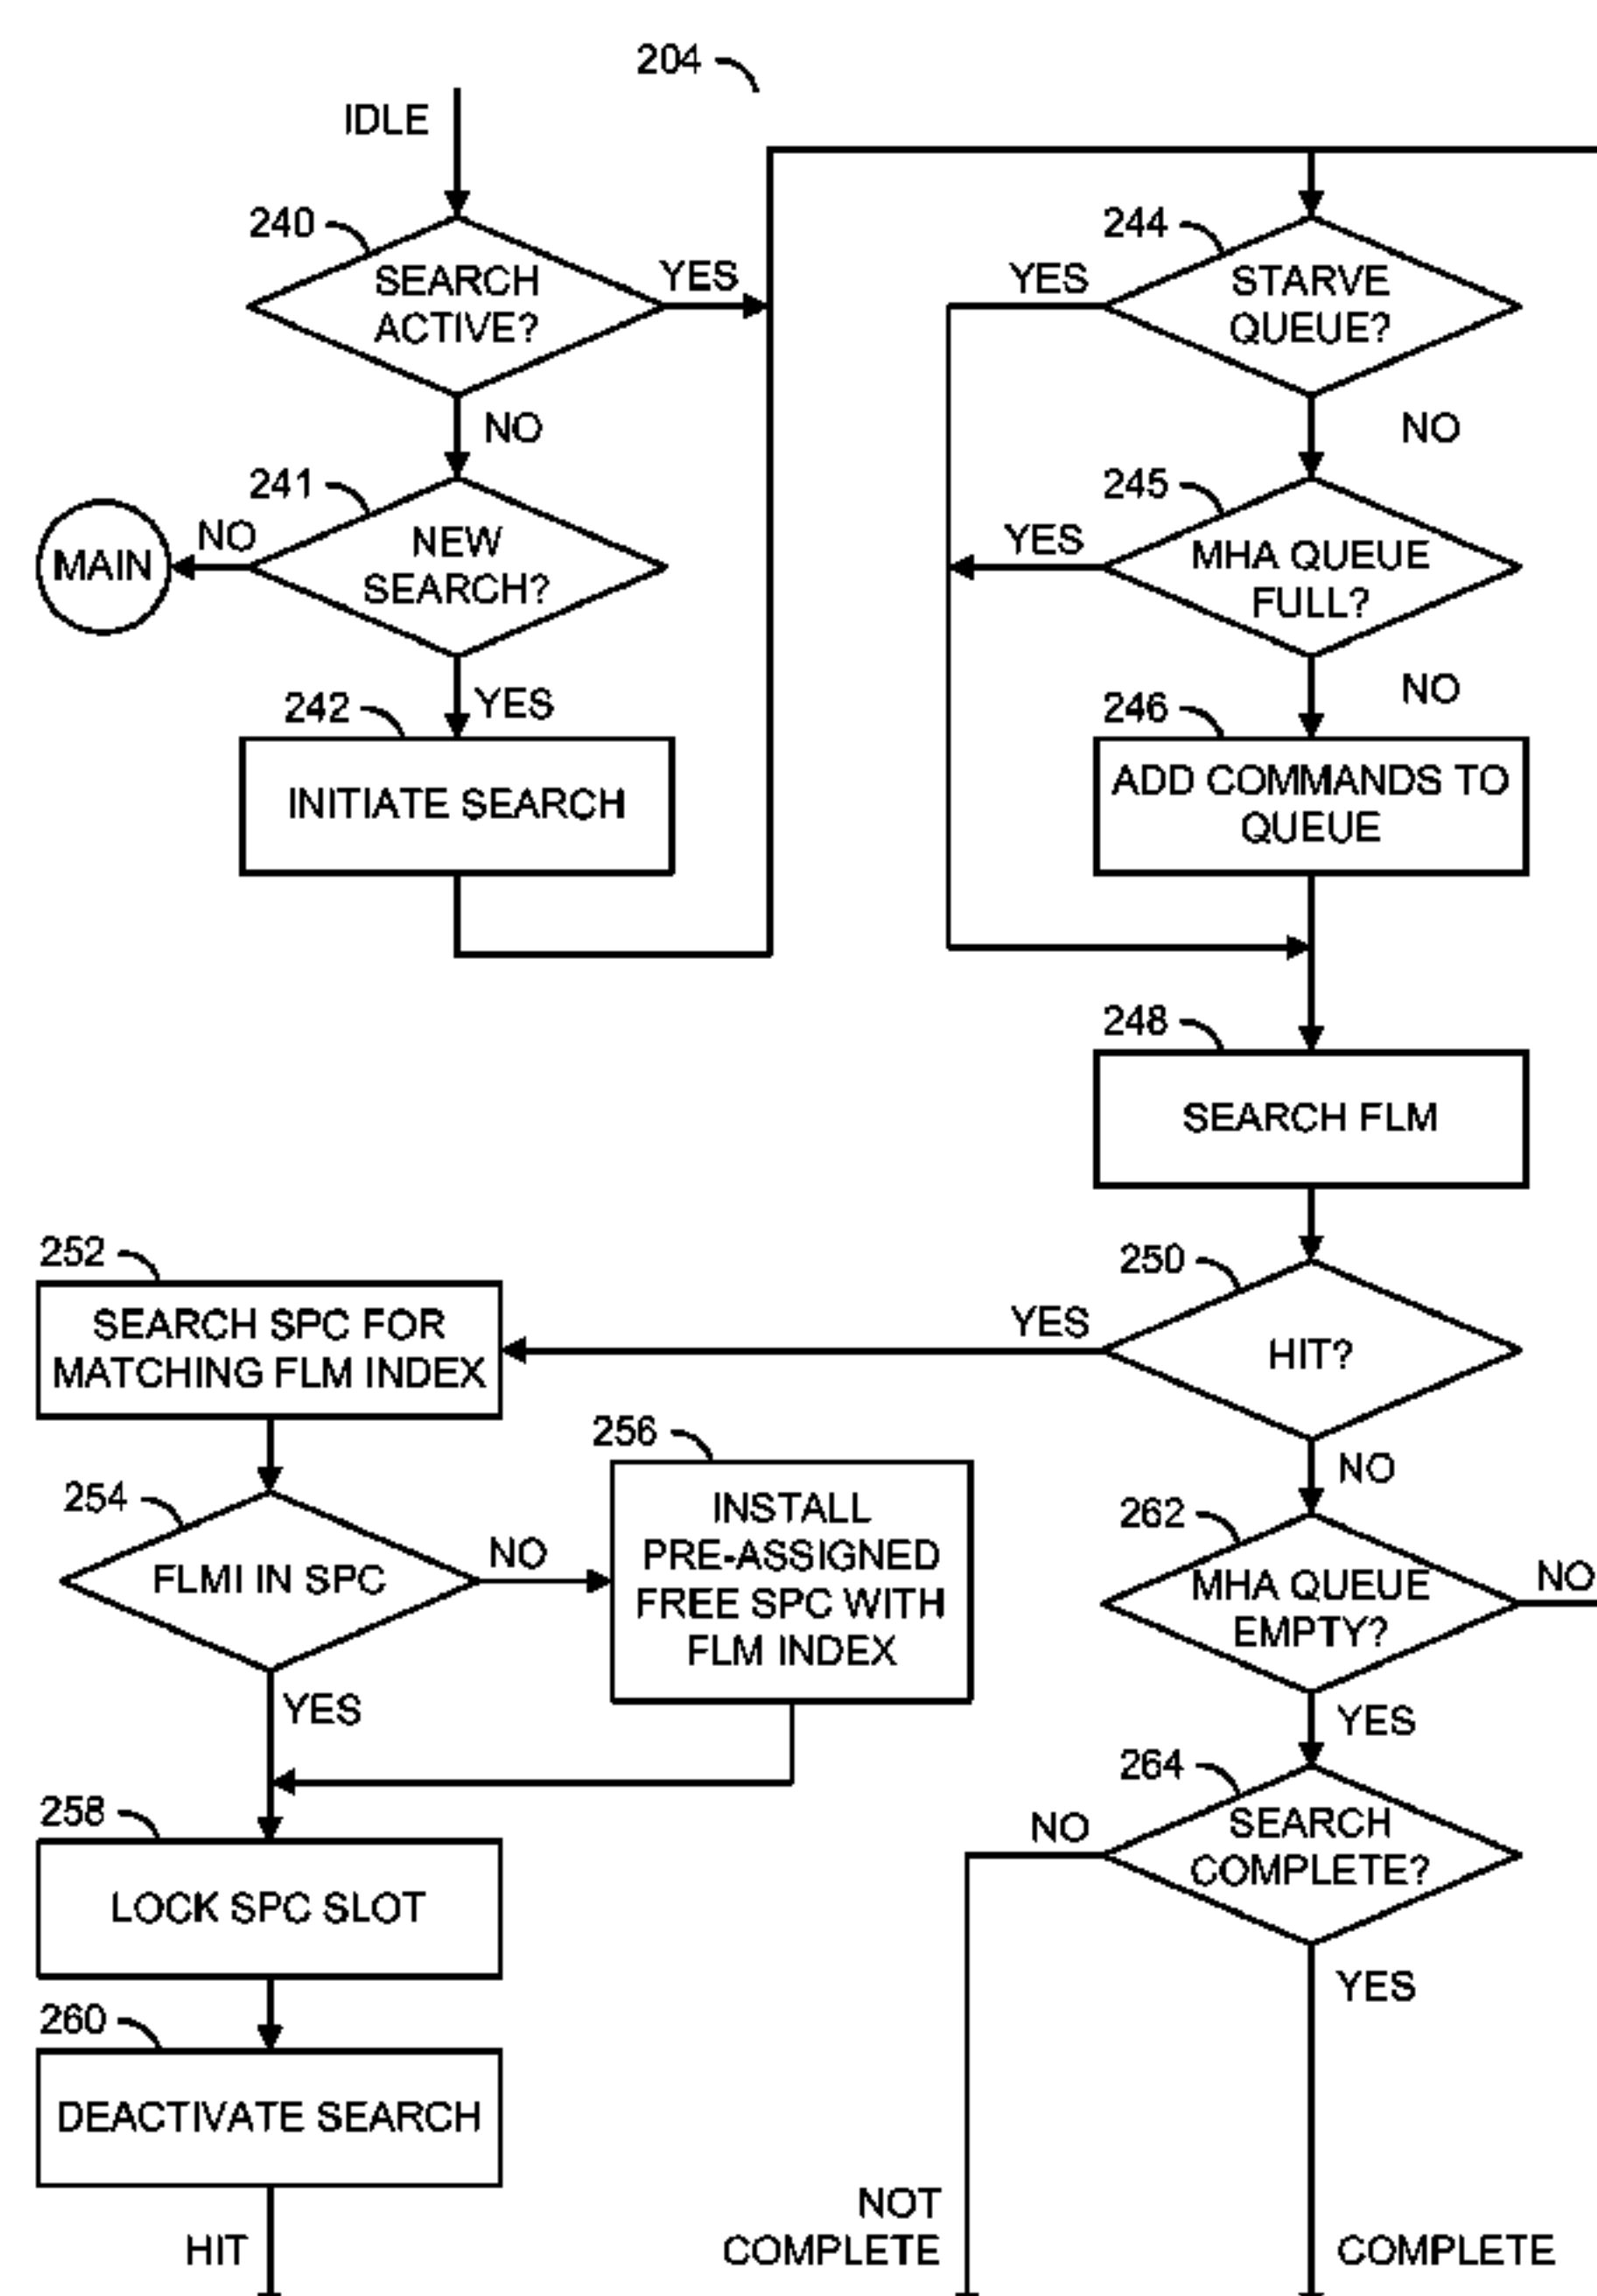 204
IDLE
240
SEARCH
ACTIVE?
YES
NO
241
NEW
SEARCH?
NO
MAIN
YES
242
INITIATE SEARCH
244
STARVE
QUEUE?
YES
NO
245
MHA QUEUE
FULL?
YES
NO
246
ADD COMMANDS TO
QUEUE
248
SEARCH FLM
250
HIT?
YES
NO
252
SEARCH SPC FOR
MATCHING FLM INDEX
254
FLMI IN SPC
NO
YES
256
INSTALL
PRE-ASSIGNED
FREE SPC WITH
FLM INDEX
258
LOCK SPC SLOT
260
DEACTIVATE SEARCH
HIT
262
MHA QUEUE
EMPTY?
NO
YES
264
SEARCH
COMPLETE?
NO
YES
NOT
COMPLETE
COMPLETE